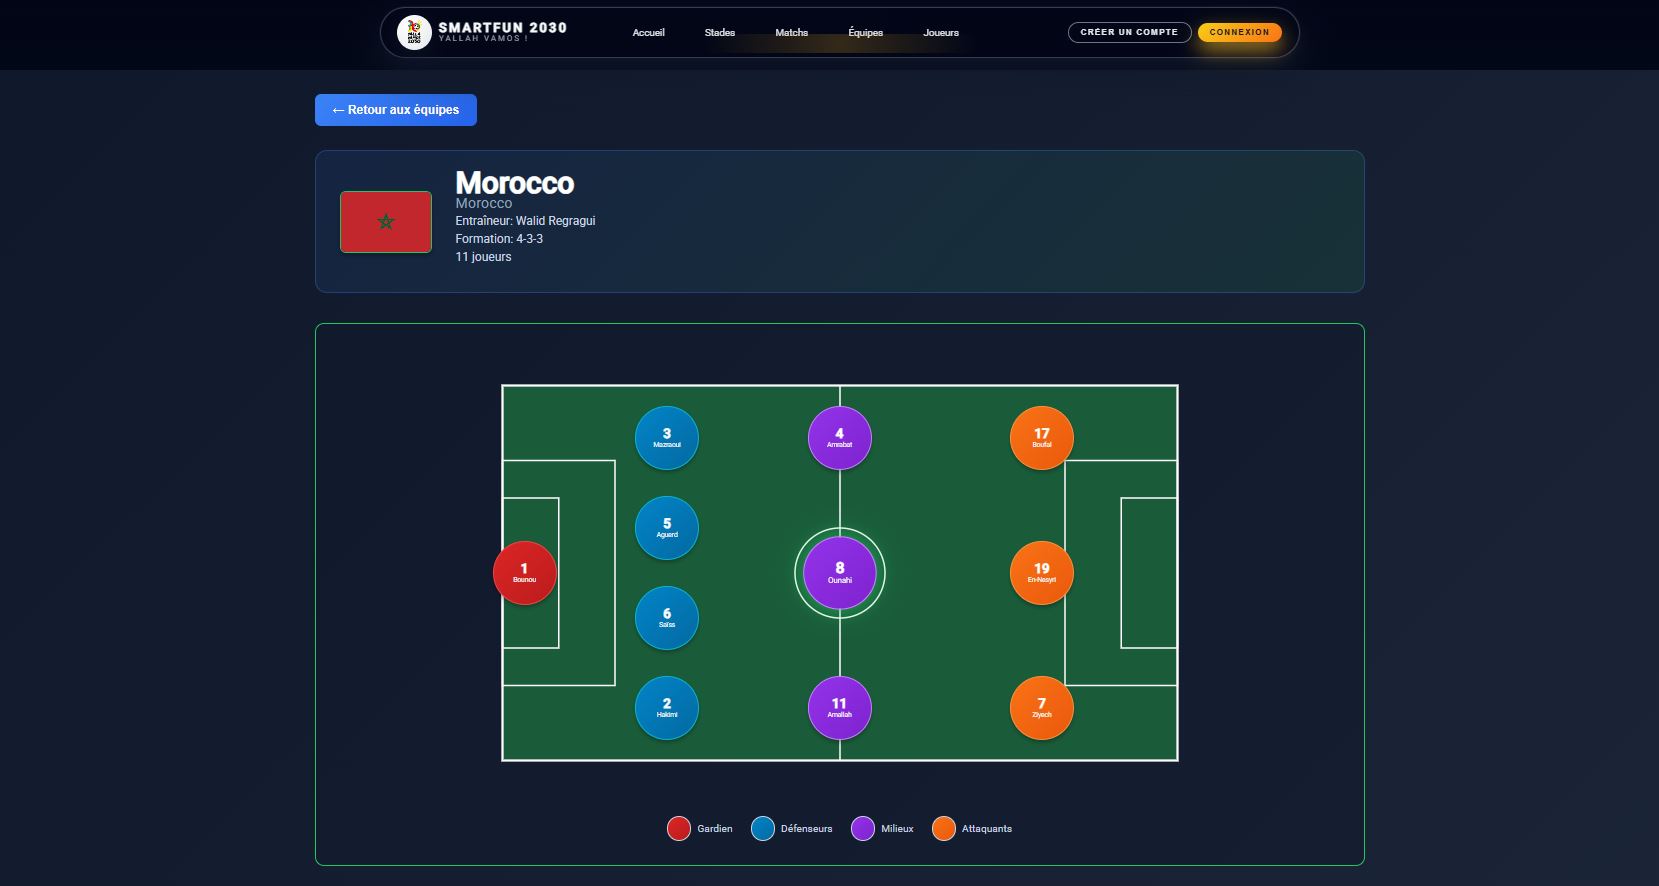 SMARTFUN 2030
YALLAH VAMOS !
Accueil
Stades
Matchs
Équipes
Joueurs
CRÉER UN COMPTE
CONNEXION
← Retour aux équipes
Morocco
Morocco
Entraîneur: Walid Regragui
Formation: 4-3-3
11 joueurs
3
Mazraoui
4
Amrabat
17
Boufal
5
Aguerd
1
Bounou
8
Ounahi
19
En-Nesyri
6
Saïss
2
Hakimi
11
Amallah
7
Ziyech
Gardien
Défenseurs
Milieux
Attaquants